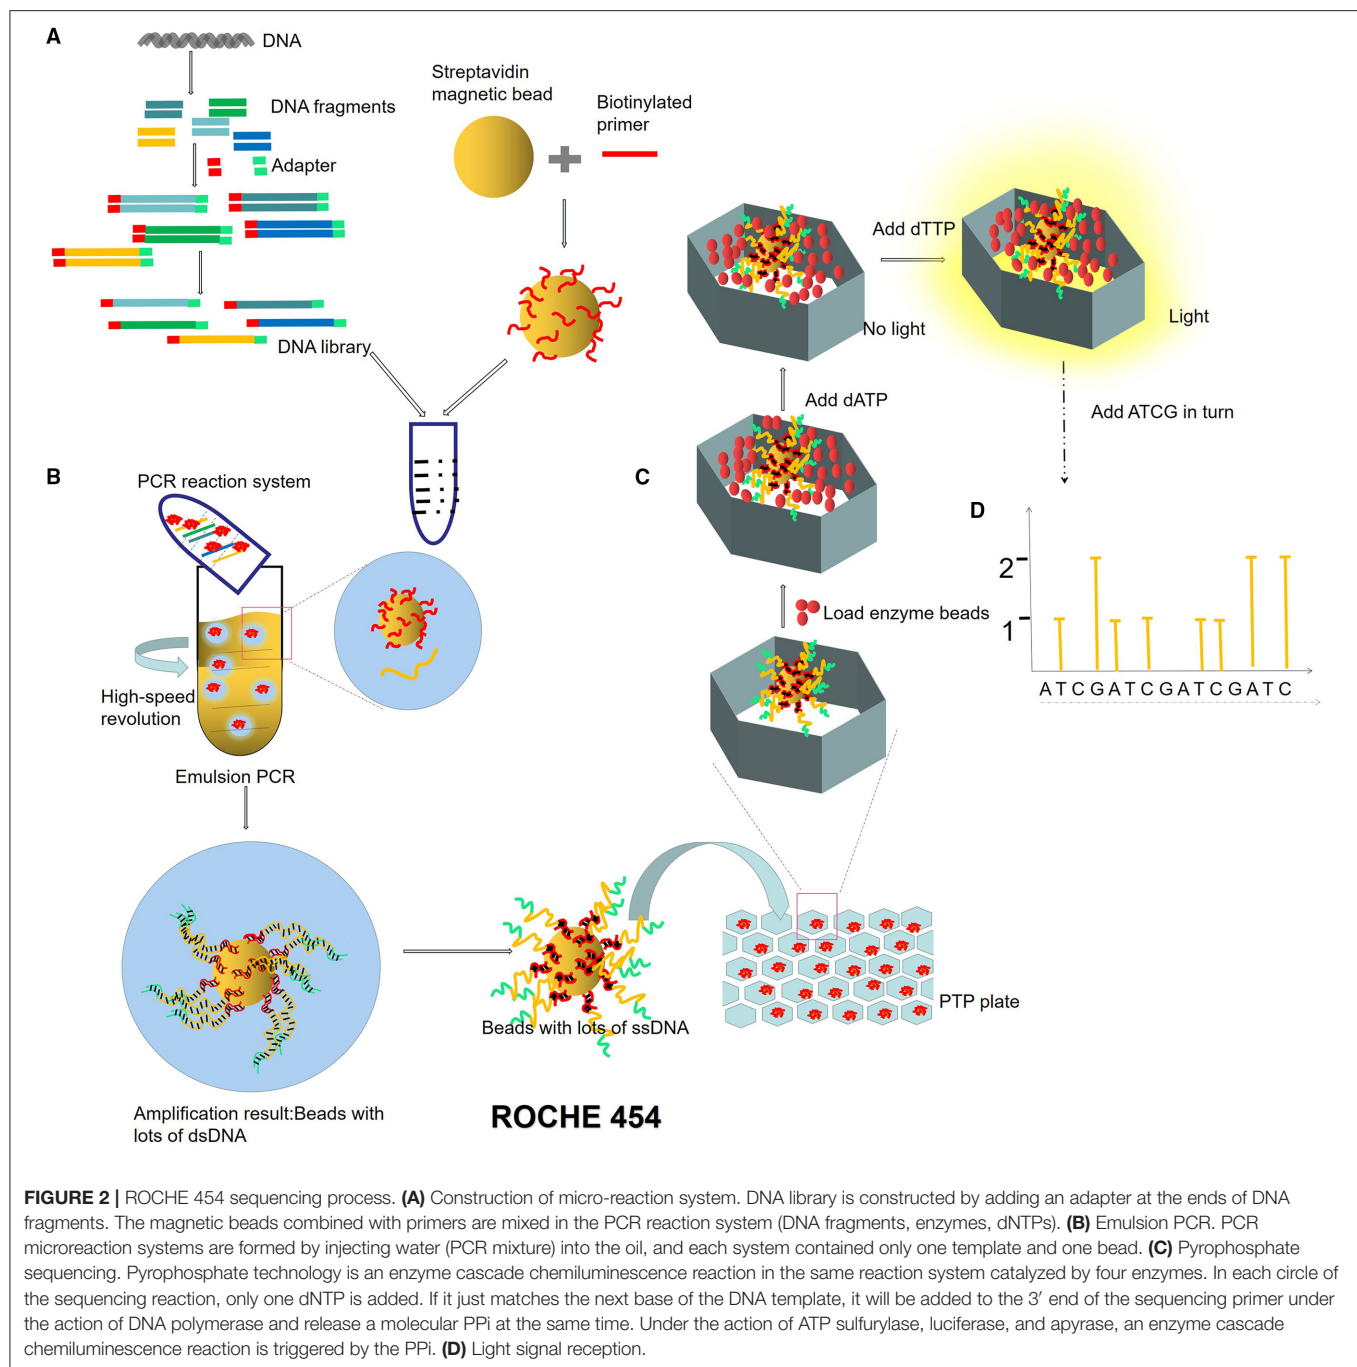 A
DNA
DNA fragments
Adapter
DNA library
Streptavidin
magnetic bead
Biotinylated
primer
B
PCR reaction system
High-speed
revolution
Emulsion PCR
Amplification result:Beads with
lots of dsDNA
Beads with lots of ssDNA
ROCHE 454
PTP plate
C
Load enzyme beads
Add dATP
No light
Add dTTP
Light
Add ATCG in turn
D
2
1
A T C G A T C G A T C G A T C
FIGURE 2 | ROCHE 454 sequencing process. (A) Construction of micro-reaction system. DNA library is constructed by adding an adapter at the ends of DNA
fragments. The magnetic beads combined with primers are mixed in the PCR reaction system (DNA fragments, enzymes, dNTPs). (B) Emulsion PCR. PCR
microreaction systems are formed by injecting water (PCR mixture) into the oil, and each system contained only one template and one bead. (C) Pyrophosphate
sequencing. Pyrophosphate technology is an enzyme cascade chemiluminescence reaction in the same reaction system catalyzed by four enzymes. In each circle of
the sequencing reaction, only one dNTP is added. If it just matches the next base of the DNA template, it will be added to the 3′ end of the sequencing primer under
the action of DNA polymerase and release a molecular PPi at the same time. Under the action of ATP sulfurylase, luciferase, and apyrase, an enzyme cascade
chemiluminescence reaction is triggered by the PPi. (D) Light signal reception.